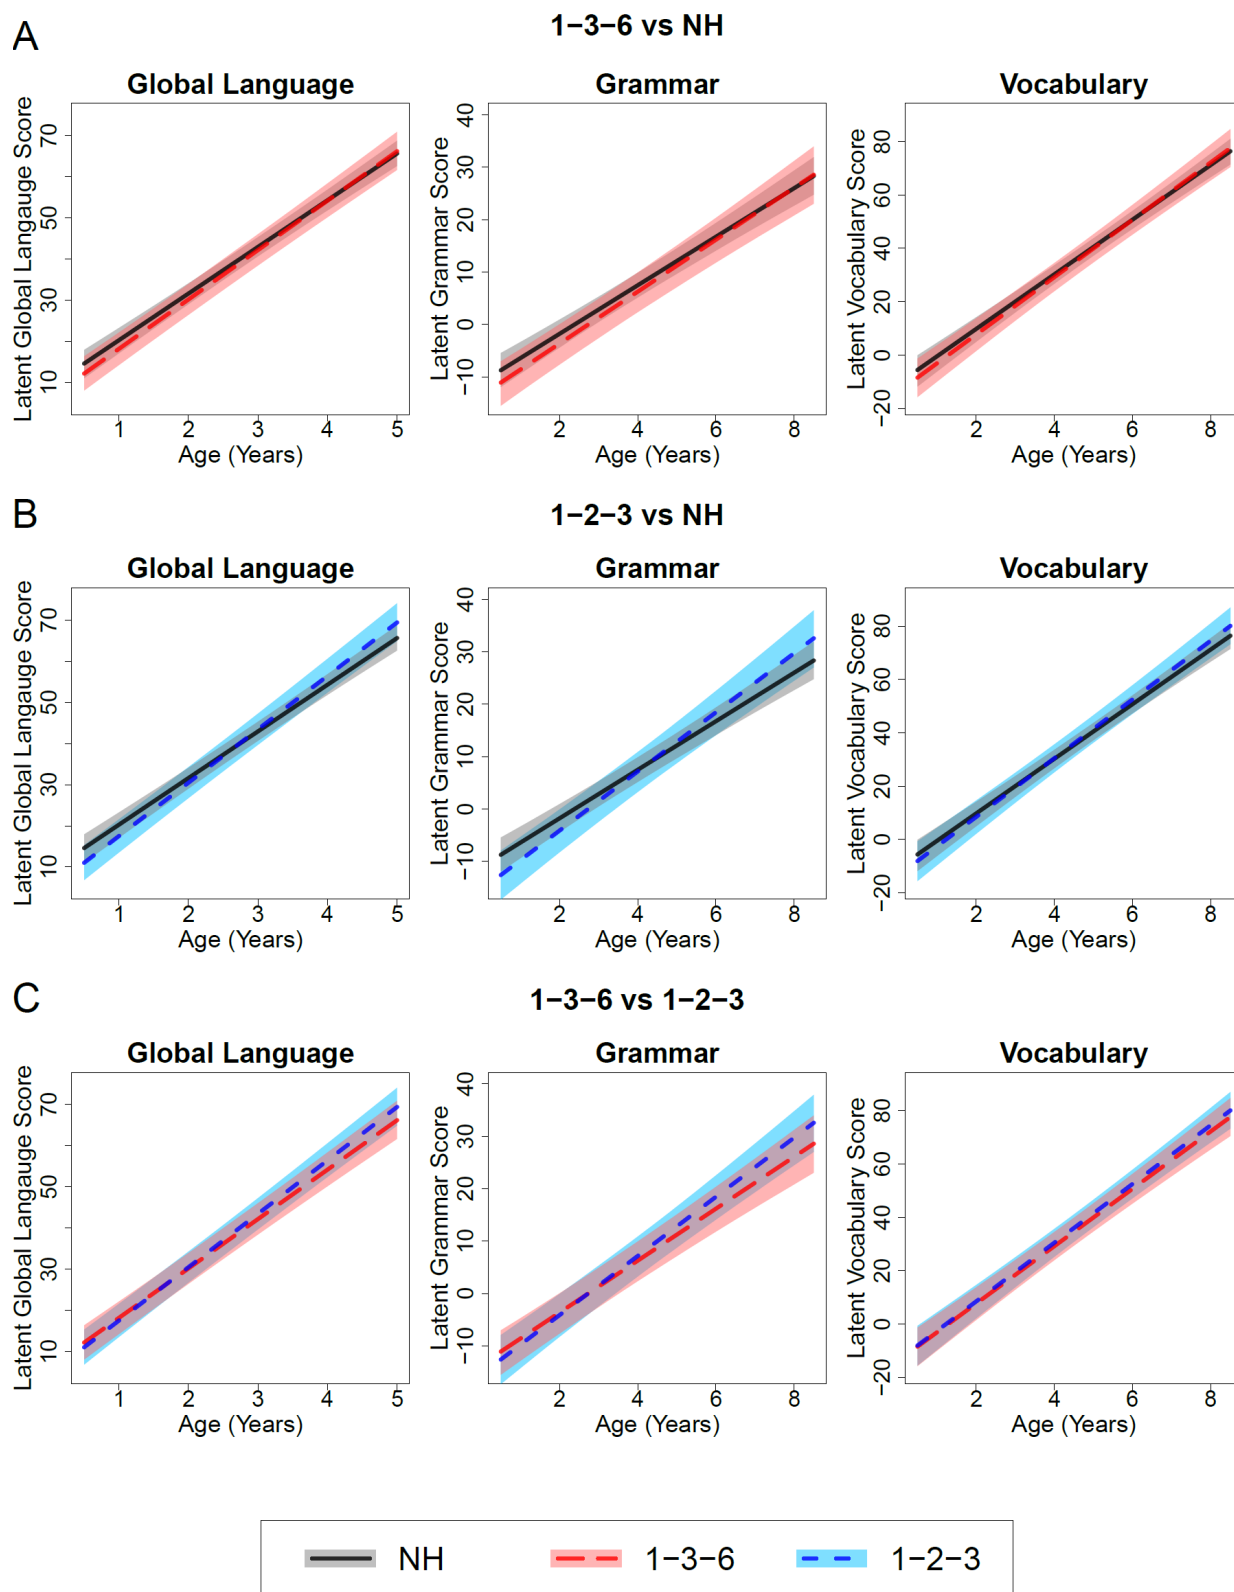 A
1−3−6 vs NH
Global Language
Grammar
Vocabulary
Latent Global Langauge Score
10
30
50
70
1
2
3
4
5
Age (Years)
Latent Grammar Score
−10
0
10
20
30
40
2
4
6
8
Age (Years)
Latent Vocabulary Score
−20
0
20
40
60
80
2
4
6
8
Age (Years)
B
1−2−3 vs NH
Global Language
Grammar
Vocabulary
Latent Global Langauge Score
10
30
50
70
1
2
3
4
5
Age (Years)
Latent Grammar Score
−10
0
10
20
30
40
2
4
6
8
Age (Years)
Latent Vocabulary Score
−20
0
20
40
60
80
2
4
6
8
Age (Years)
C
1−3−6 vs 1−2−3
Global Language
Grammar
Vocabulary
Latent Global Langauge Score
10
30
50
70
1
2
3
4
5
Age (Years)
Latent Grammar Score
−10
0
10
20
30
40
2
4
6
8
Age (Years)
Latent Vocabulary Score
−20
0
20
40
60
80
2
4
6
8
Age (Years)
NH
1−3−6
1−2−3